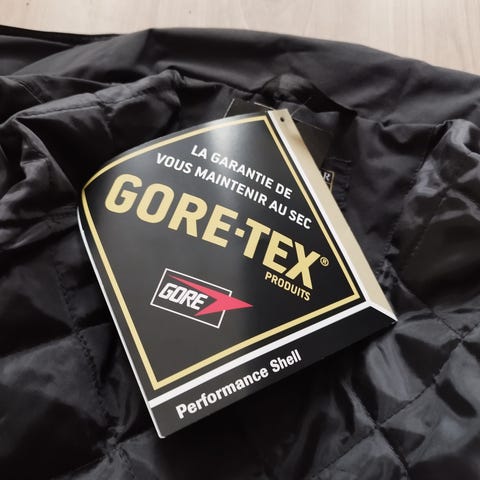 LA GARANTIE DE
VOUS MAINTENIR AU SEC
GORE-TEX®
PRODUITS
GORE
Performance Shell